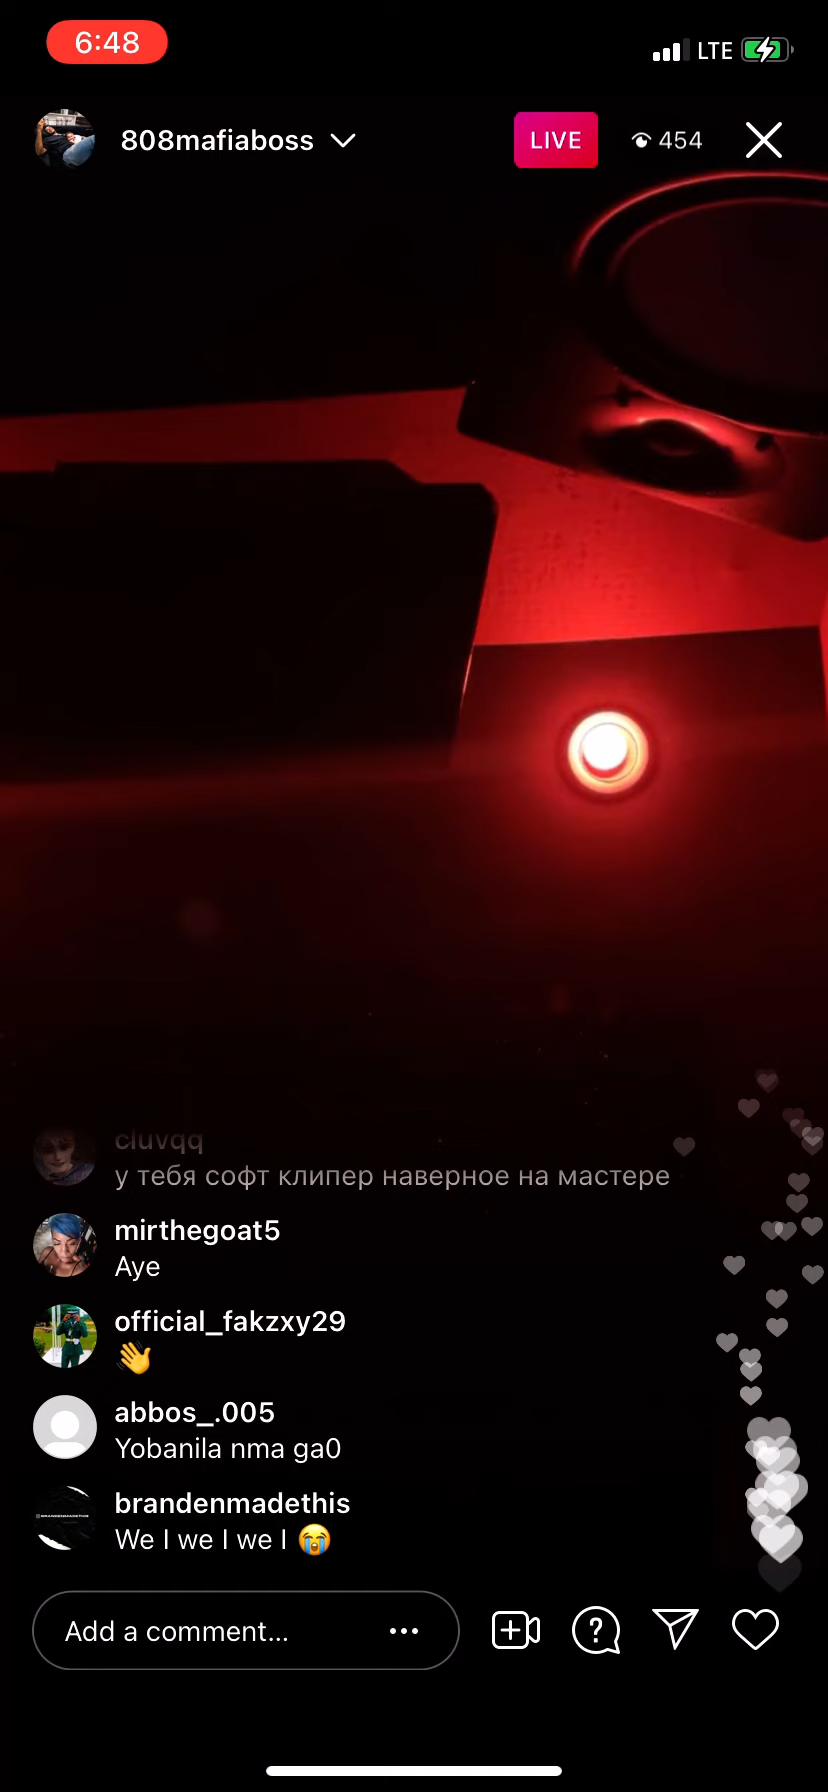 6:48
LTE
808mafiaboss
LIVE
454
cluvqq
у тебя софт клипер наверное на мастере
mirthegoat5
Aye
official_fakzxy29
👋
abbos_.005
Yobanila nma ga0
brandenmadethis
We I we I we I 😭
Add a comment...